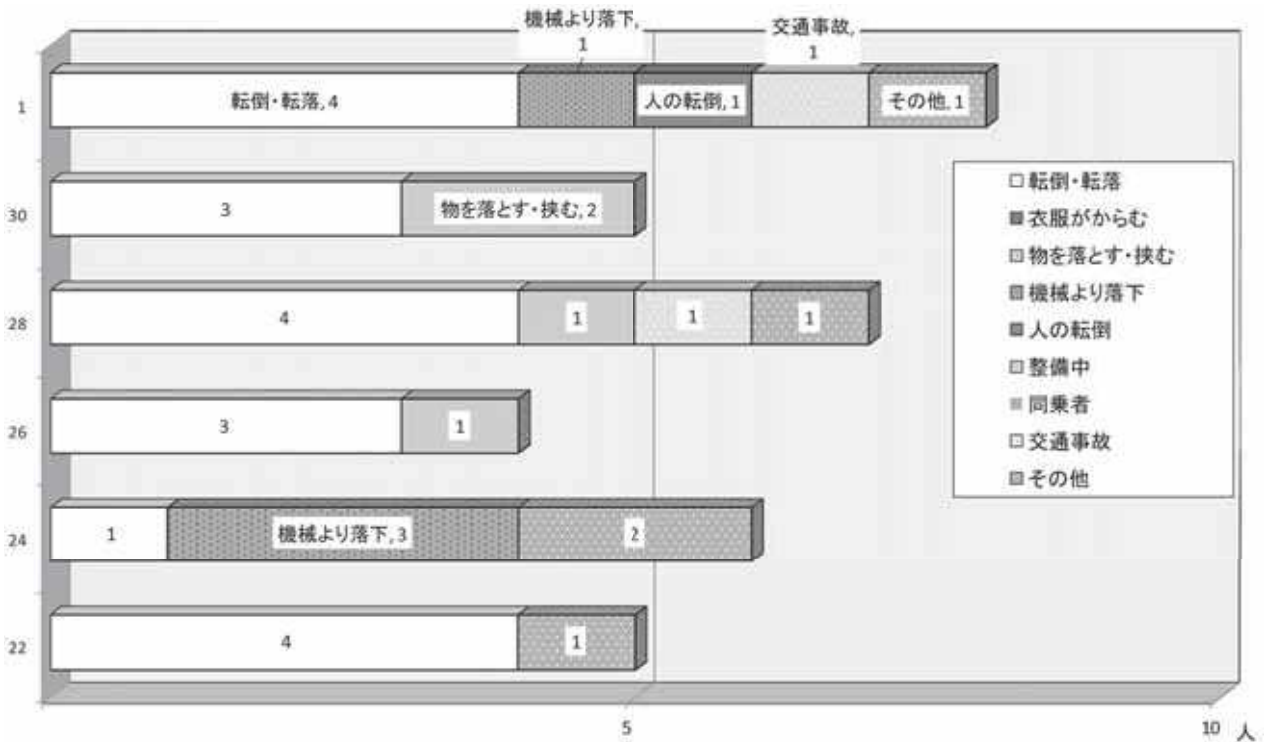 機械より落下,
1
交通事故,
1
1
転倒・転落, 4
人の転倒, 1
その他, 1
30
3
物を落とす・挟む, 2
28
4
1
1
1
26
3
1
24
1
機械より落下, 3
2
22
4
1
5
10
人
転倒・転落
衣服がからむ
物を落とす・挟む
機械より落下
人の転倒
整備中
同乗者
交通事故
その他